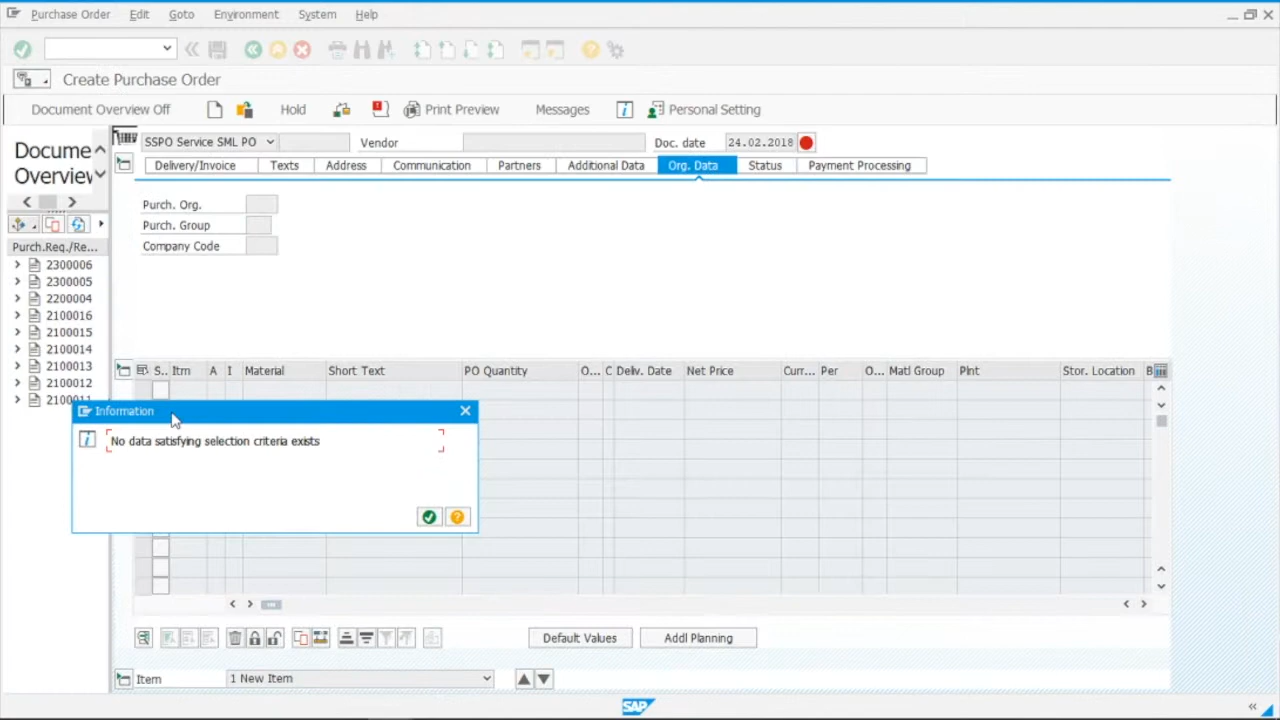 Purchase Order Edit Goto Environment System Help
Create Purchase Order
Document Overview Off Hold Print Preview Messages Personal Setting
Docume
Overview
SSPO Service SML PO Vendor Doc. date 24.02.2018
Delivery/Invoice Texts Address Communication Partners Additional Data Org. Data Status Payment Processing
Purch. Org.
Purch. Group
Company Code
Purch.Req./Re...
2300006
2300005
2200004
2100016
2100015
2100014
2100013
2100012
2100011
S.. Itm A I Material Short Text PO Quantity O... C Deliv. Date Net Price Curr... Per O... Matl Group Plnt Stor. Location B
Information
No data satisfying selection criteria exists
Default Values Addl Planning
Item 1 New Item
SAP